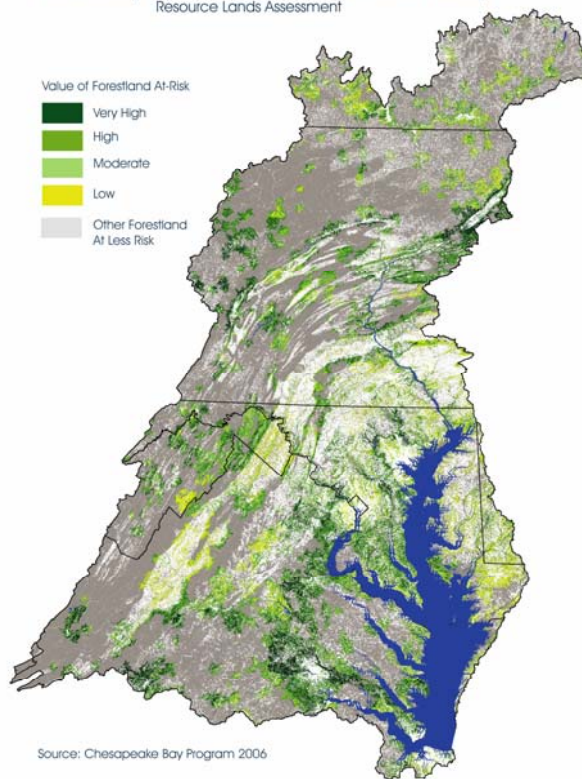 Resource Lands Assessment
Value of Forestland At-Risk
Very High
High
Moderate
Low
Other Forestland
At Less Risk
Source: Chesapeake Bay Program 2006